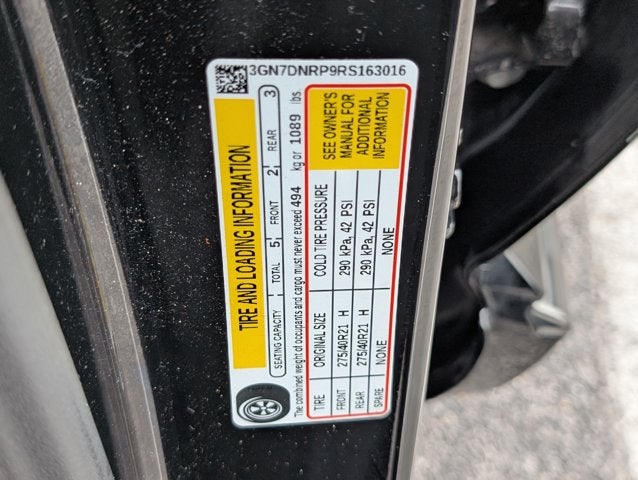 3GN7DNRP9RS163016
TIRE AND LOADING INFORMATION
SEATING CAPACITY TOTAL 5 FRONT 2 REAR 3
The combined weight of occupants and cargo must never exceed 494 kg or 1089 lbs
TIRE ORIGINAL SIZE COLD TIRE PRESSURE
FRONT 275/40R21 H 290 kPa, 42 PSI
REAR 275/40R21 H 290 kPa, 42 PSI
SPARE NONE NONE
SEE OWNER'S
MANUAL FOR
ADDITIONAL
INFORMATION